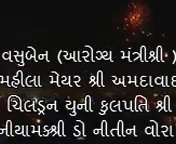 વસુબેન (આરોગ્ય મંત્રીશ્રી )
મહીલા મેયર શ્રી અમદાવાદ
ચિલ્ડ્રન યુની કુલપતિ શ્રી
નીયામકશ્રી ડો નીતીન વોરા